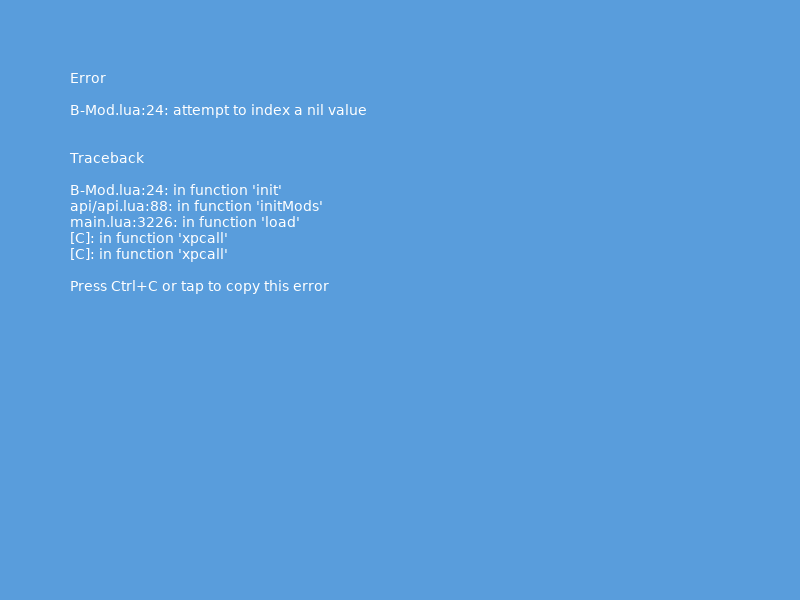 Error
B-Mod.lua:24: attempt to index a nil value
Traceback
B-Mod.lua:24: in function 'init'
api/api.lua:88: in function 'initMods'
main.lua:3226: in function 'load'
[C]: in function 'xpcall'
[C]: in function 'xpcall'
Press Ctrl+C or tap to copy this error